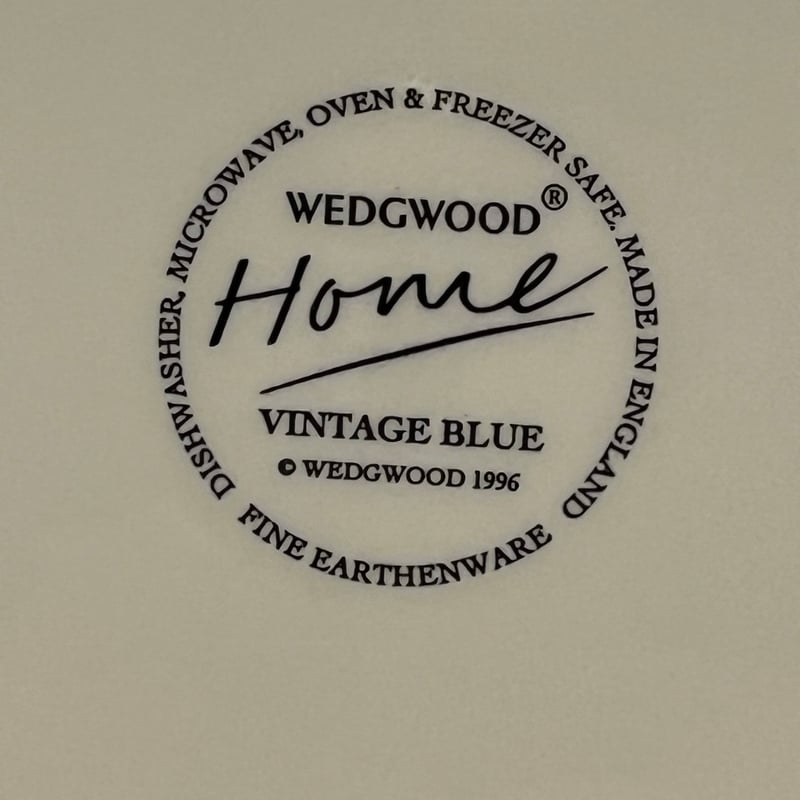 DISHWASHER, MICROWAVE, OVEN & FREEZER SAFE. MADE IN ENGLAND
WEDGWOOD®
Home
VINTAGE BLUE
© WEDGWOOD 1996
FINE EARTHENWARE